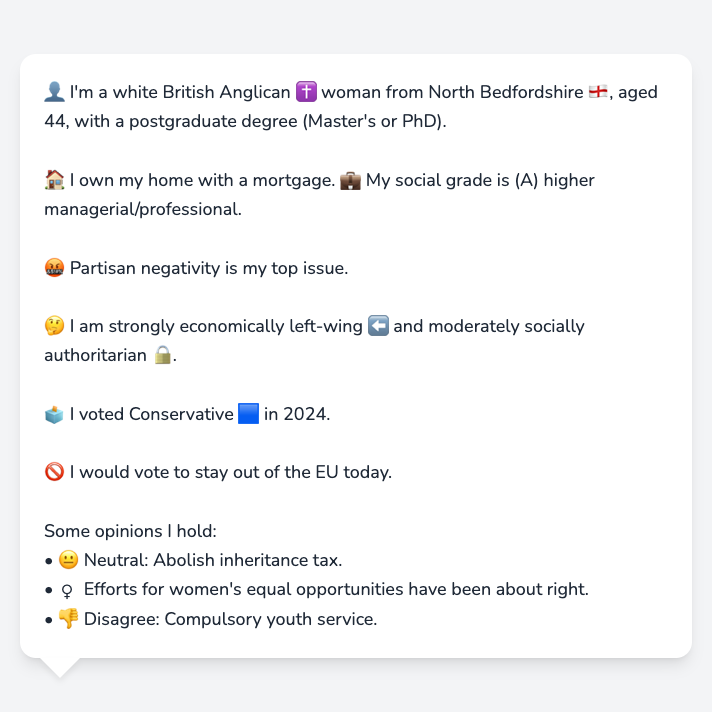 👤 I'm a white British Anglican ✝️ woman from North Bedfordshire 🏴󠁧󠁢󠁥󠁮󠁧󠁿, aged
44, with a postgraduate degree (Master's or PhD).
🏠 I own my home with a mortgage. 💼 My social grade is (A) higher
managerial/professional.
🤬 Partisan negativity is my top issue.
🤔 I am strongly economically left-wing ⬅️ and moderately socially
authoritarian 🔒.
🗳️ I voted Conservative 🟦 in 2024.
🚫 I would vote to stay out of the EU today.
Some opinions I hold:
• 😐 Neutral: Abolish inheritance tax.
• ♀ Efforts for women's equal opportunities have been about right.
• 👎 Disagree: Compulsory youth service.